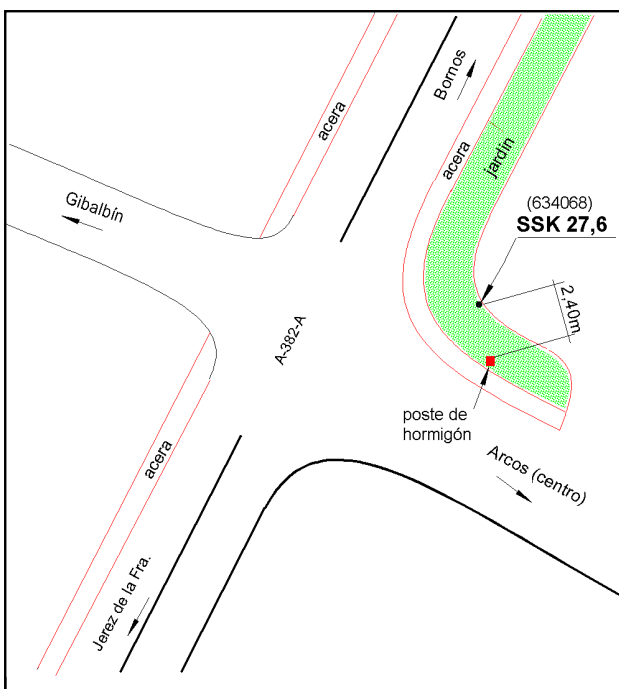 Bornos
acera
acera
jardín
Gibalbín
(634068)
SSK 27,6
2,40m
A-382-A
poste de
hormigón
acera
Arcos (centro)
Jerez de la Fra.